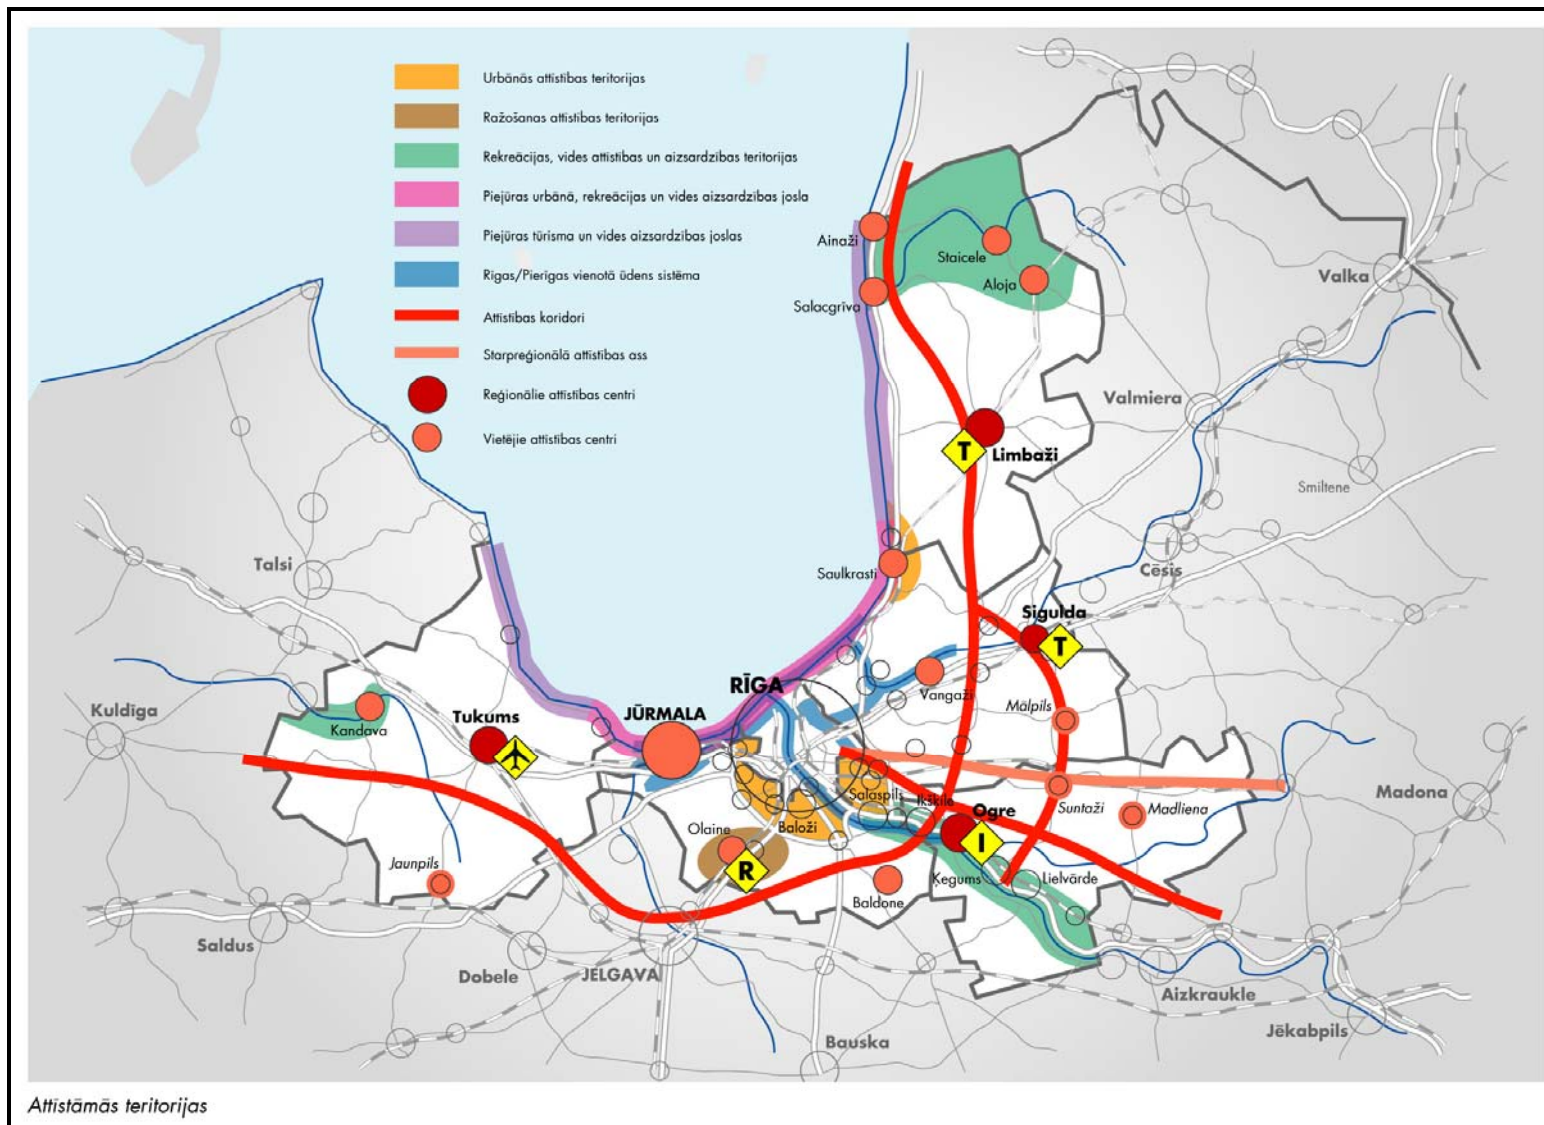 Urbānās attīstības teritorijas
Ražošanas attīstības teritorijas
Rekreācijas, vides attīstības un aizsardzības teritorijas
Piejūras urbānā, rekreācijas un vides aizsardzības josla
Piejūras tūrisma un vides aizsardzības joslas
Rīgas/Pierīgas vienotā ūdens sistēma
Attīstības koridori
Starpreģionālā attīstības ass
Reģionālie attīstības centri
Vietējie attīstības centri
Ainaži
Staicele
Aloja
Salacgrīva
Valka
Valmiera
T
Limbaži
Smiltene
Talsi
Saulkrasti
Cēsis
Sigulda
T
Vangaži
RĪGA
Mālpils
Kuldīga
Kandava
Tukums
JŪRMALA
Salaspils
Ikšķile
Ogre
I
Suntaži
Madliena
Madona
Olaine
Baloži
R
Jaunpils
Ķegums
Lielvārde
Baldone
Saldus
Dobele
JELGAVA
Aizkraukle
Jēkabpils
Bauska
Attīstāmās teritorijas